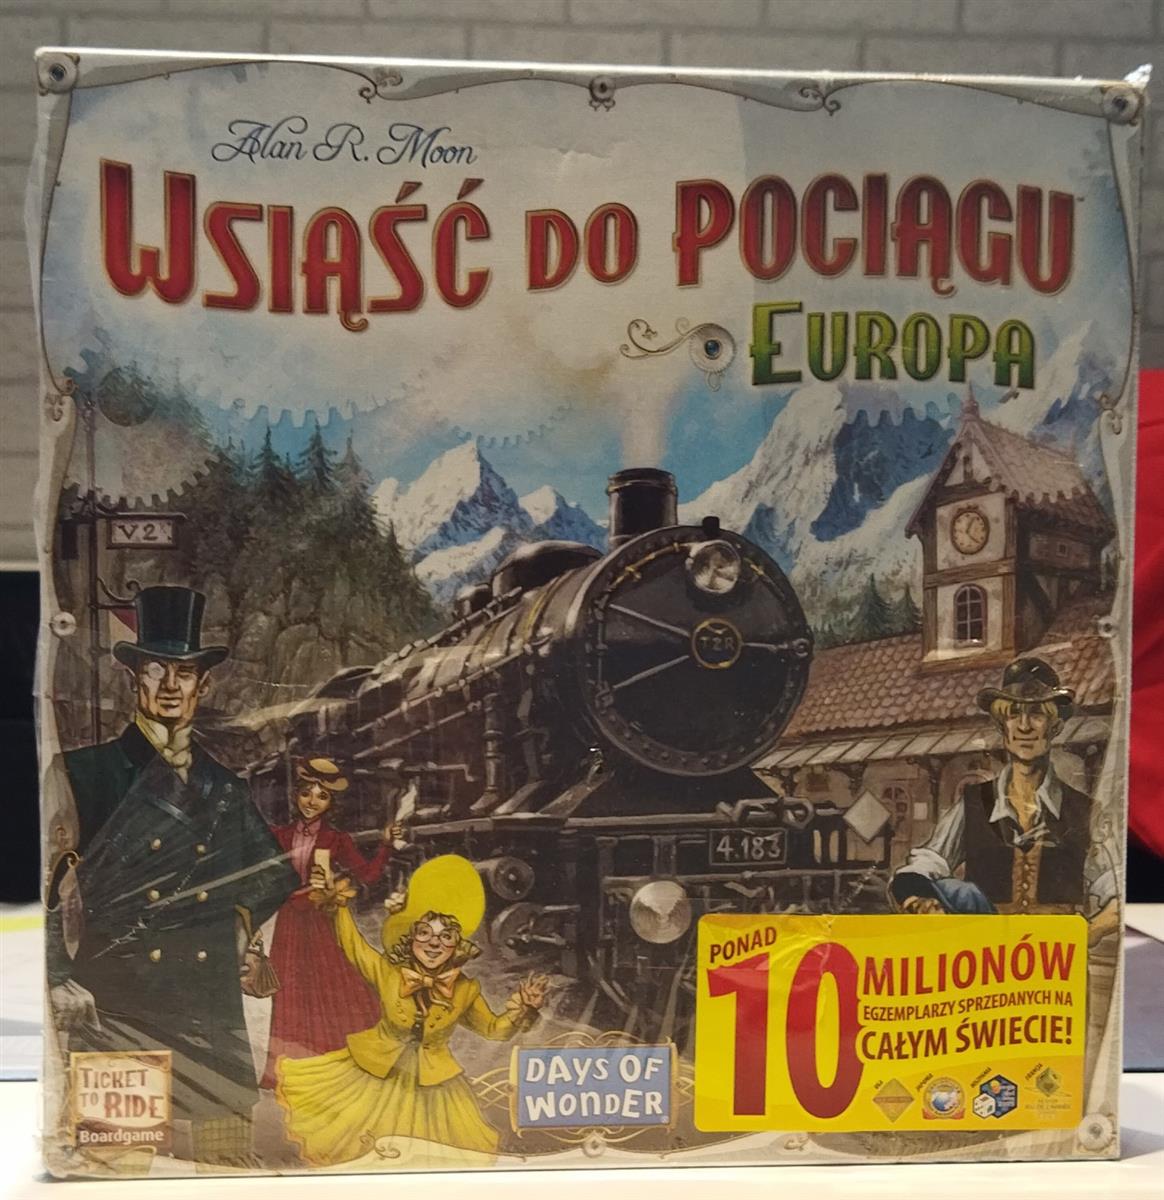 Alan R. Moon
WSIĄŚĆ DO POCIĄGU
EUROPA
V2
TZR
4.183
PONAD
10
MILIONÓW
EGZEMPLARZY SPRZEDANYCH NA
CAŁYM ŚWIECIE!
DAYS OF
WONDER
TICKET
TO RIDE
Boardgame